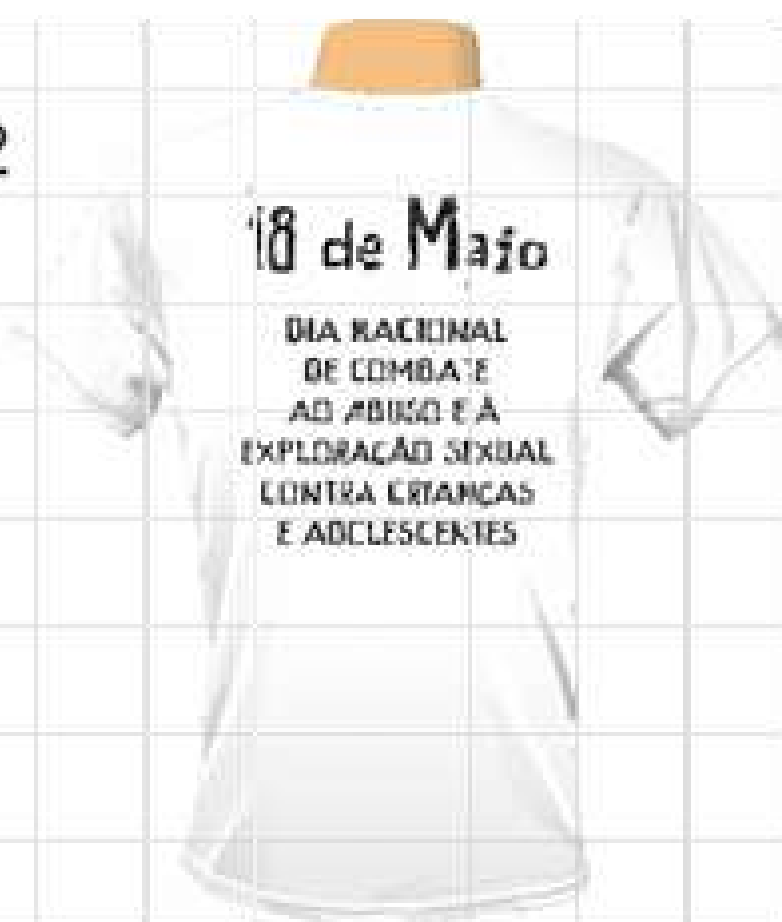 18 de Maio
DIA NACIONAL
DE COMBATE
AO ABUSO E À
EXPLORAÇÃO SEXUAL
CONTRA CRIANÇAS
E ADOLESCENTES